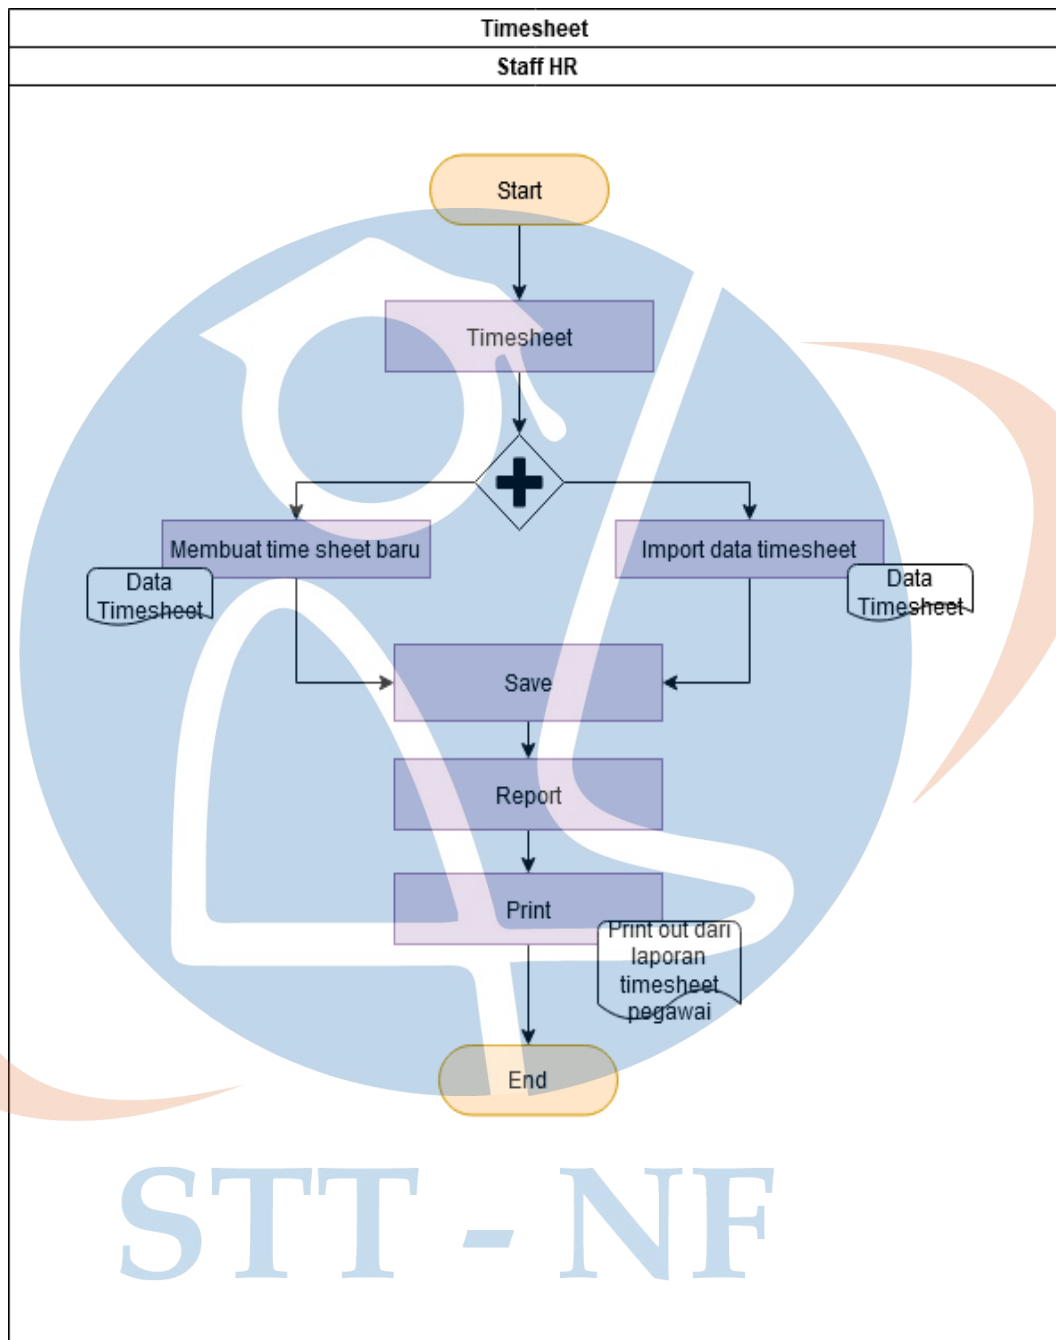 Timesheet
Staff HR
Start
Timesheet
Membuat time sheet baru
Data
Timesheet
Import data timesheet
Data
Timesheet
Save
Report
Print
Print out dari
laporan
timesheet
pegawai
End
STT - NF